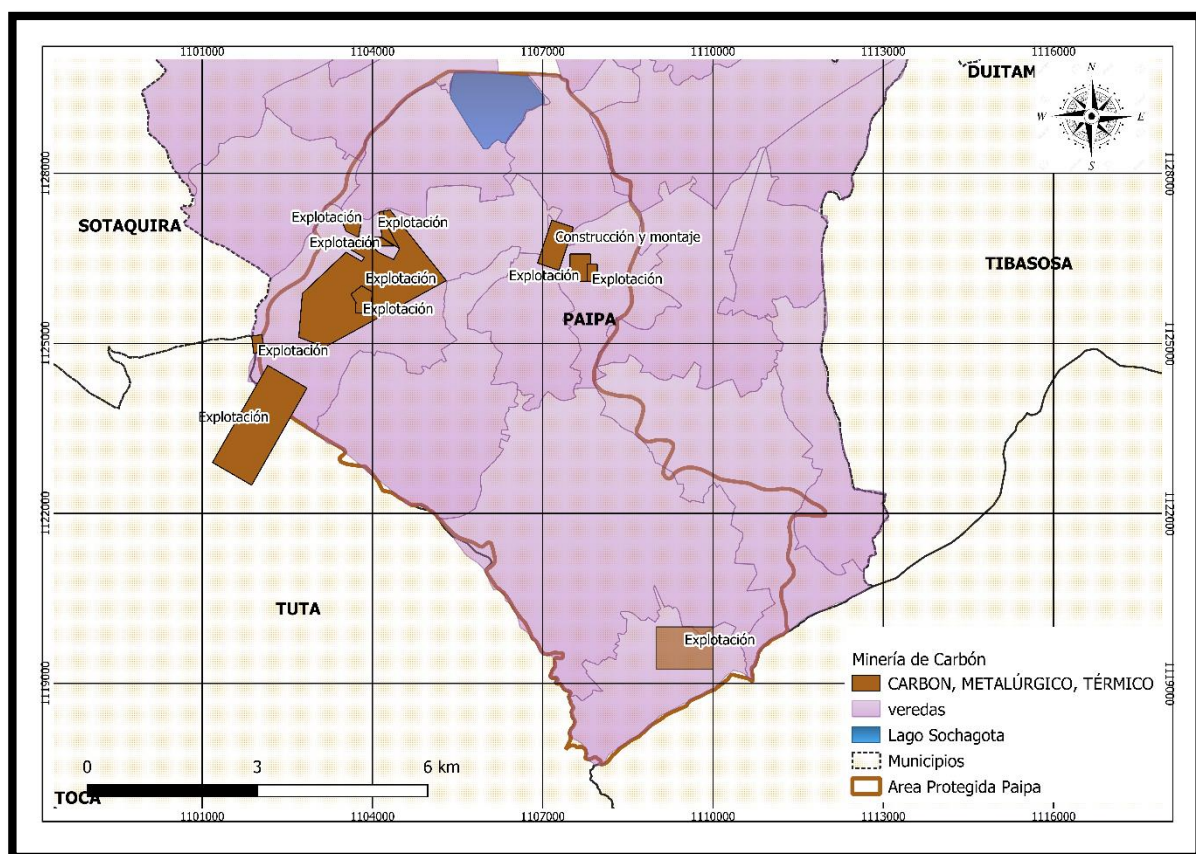 1101000
1104000
1107000
1110000
1113000
1116000
DUITAM
N
W
E
S
1128000
1128000
SOTAQUIRA
Explotación
Explotación
Explotación
Construcción y montaje
TIBASOSA
Explotación
Explotación
Explotación
Explotación
PAIPA
1125000
1125000
Explotación
Explotación
1122000
1122000
TUTA
Explotación
1119000
1119000
Minería de Carbón
CARBON, METALÚRGICO, TÉRMICO
veredas
Lago Sochagota
Municipios
Area Protegida Paipa
0
3
6 km
TOCA
1101000
1104000
1107000
1110000
1113000
1116000